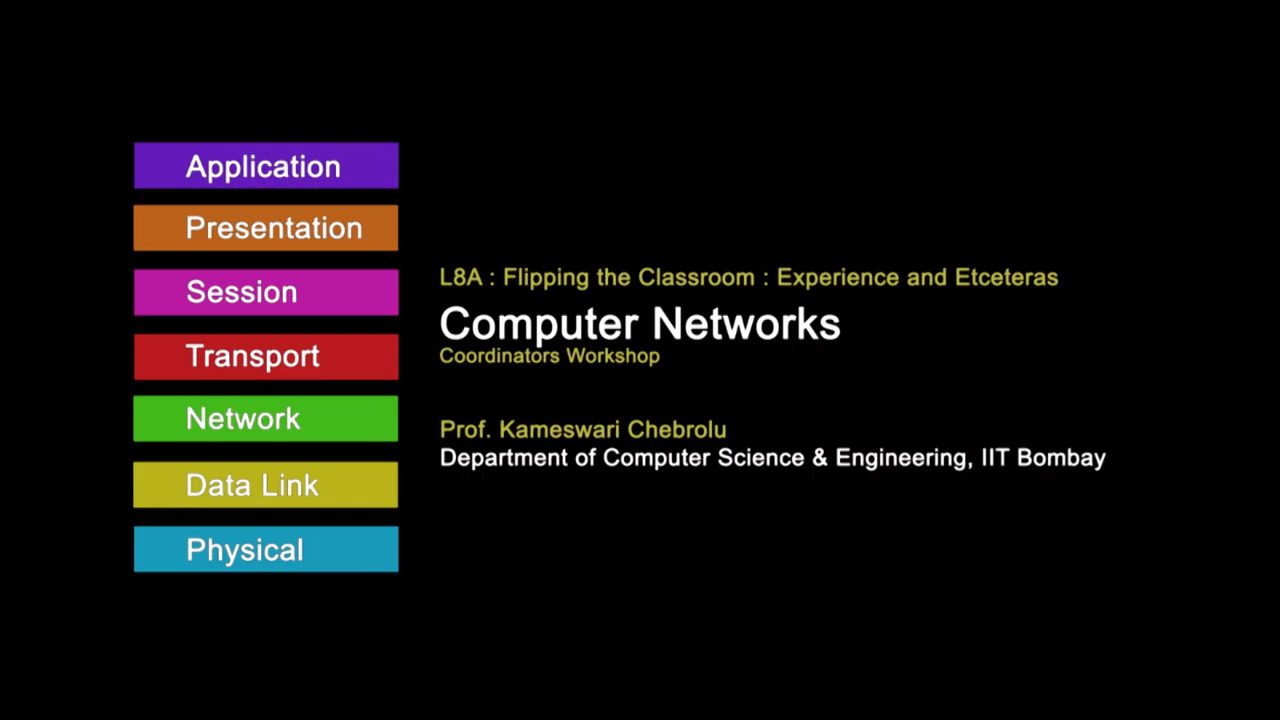 Application
Presentation
Session
Transport
Network
Data Link
Physical
L8A : Flipping the Classroom : Experience and Etceteras
Computer Networks
Coordinators Workshop
Prof. Kameswari Chebrolu
Department of Computer Science & Engineering, IIT Bombay